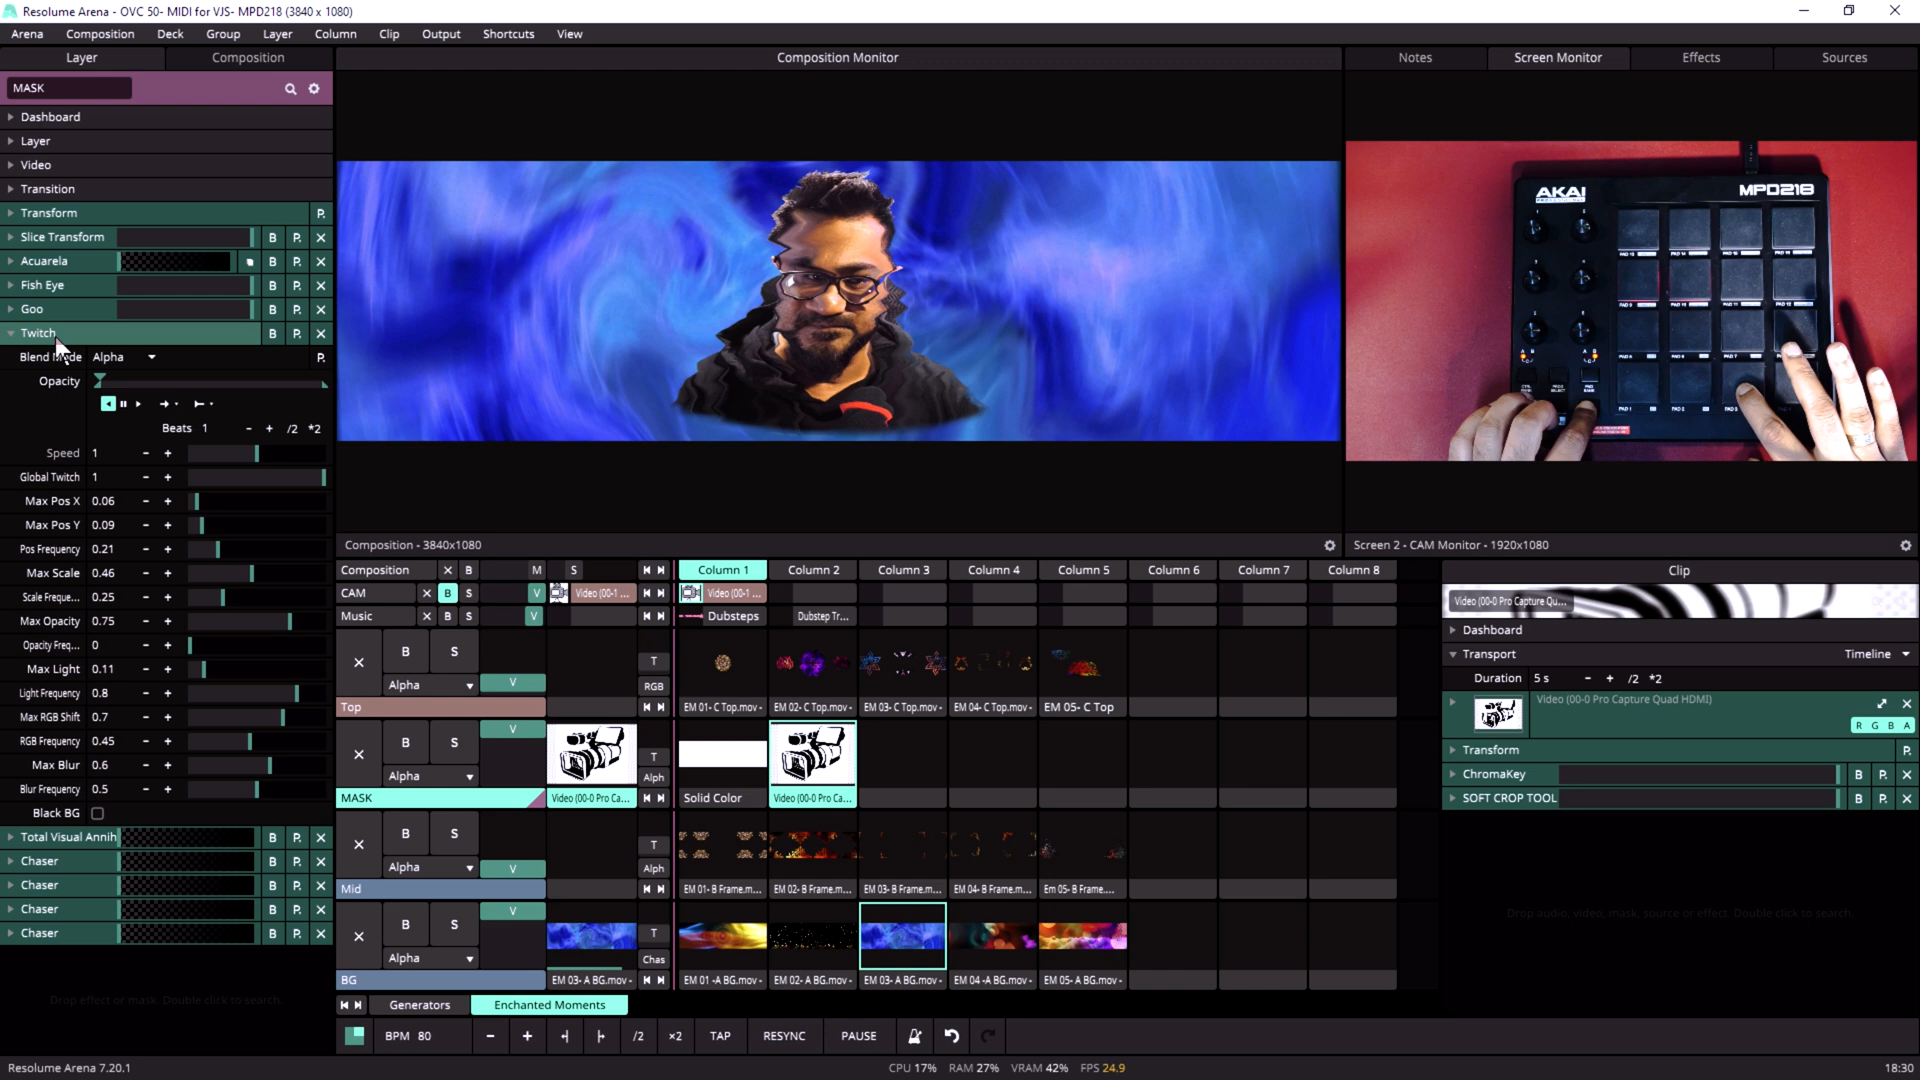 Resolume Arena - OVC 50- MIDI for VJS- MPD218 (3840 x 1080)
Arena Composition Deck Group Layer Column Clip Output Shortcuts View
Layer Composition
MASK
Dashboard
Layer
Video
Transition
Transform P.
Slice Transform B P. X
Acuarela B P. X
Fish Eye B P. X
Goo B P. X
Twitch B P. X
Blend Mode Alpha P.
Opacity
Beats 1 - + /2 *2
Speed 1 - +
Global Twitch 1 - +
Max Pos X 0.06 - +
Max Pos Y 0.09 - +
Pos Frequency 0.21 - +
Max Scale 0.46 - +
Scale Freque... 0.25 - +
Max Opacity 0.75 - +
Opacity Freq... 0 - +
Max Light 0.11 - +
Light Frequency 0.8 - +
Max RGB Shift 0.7 - +
RGB Frequency 0.45 - +
Max Blur 0.6 - +
Blur Frequency 0.5 - +
Black BG
Total Visual Annih B P. X
Chaser B P. X
Chaser B P. X
Chaser B P. X
Chaser B P. X
Drop effect or mask. Double click to search.
Composition Monitor
Composition - 3840x1080
Notes Screen Monitor Effects Sources
AKAI MPD218
Screen 2 - CAM Monitor - 1920x1080
Composition X B M S Column 1 Column 2 Column 3 Column 4 Column 5 Column 6 Column 7 Column 8
CAM X B S V Video (00-1 ... Video (00-1 ...
Music X B S V Dubsteps Dubstep Tr...
X B S T
Alpha V RGB
Top EM 01- C Top.mov - EM 02- C Top.mov - EM 03- C Top.mov - EM 04- C Top.mov - EM 05- C Top
X B S V T
Alpha Alph
MASK Video (00-0 Pro Ca... Solid Color Video (00-0 Pro Ca...
X B S T
Alpha V Alph
Mid EM 01- B Frame.m... EM 02- B Frame.m... EM 03- B Frame.m... EM 04- B Frame.m... Em 05- B Frame....
X B S V T
Alpha Chas
BG EM 03- A BG.mov - EM 01 -A BG.mov - EM 02- A BG.mov - EM 03- A BG.mov - EM 04 -A BG.mov - EM 05- A BG.mov -
Generators Enchanted Moments
BPM 80 - + /2 ×2 TAP RESYNC PAUSE
Clip
Video (00-0 Pro Capture Qu...
Dashboard
Transport Timeline
Duration 5 s - + /2 *2
Video (00-0 Pro Capture Quad HDMI) X
R G B A
Transform P.
ChromaKey B P. X
SOFT CROP TOOL B P. X
Drop audio, video, mask, source or effect. Double click to search.
Resolume Arena 7.20.1 CPU 17% RAM 27% VRAM 42% FPS 24.9 18:30